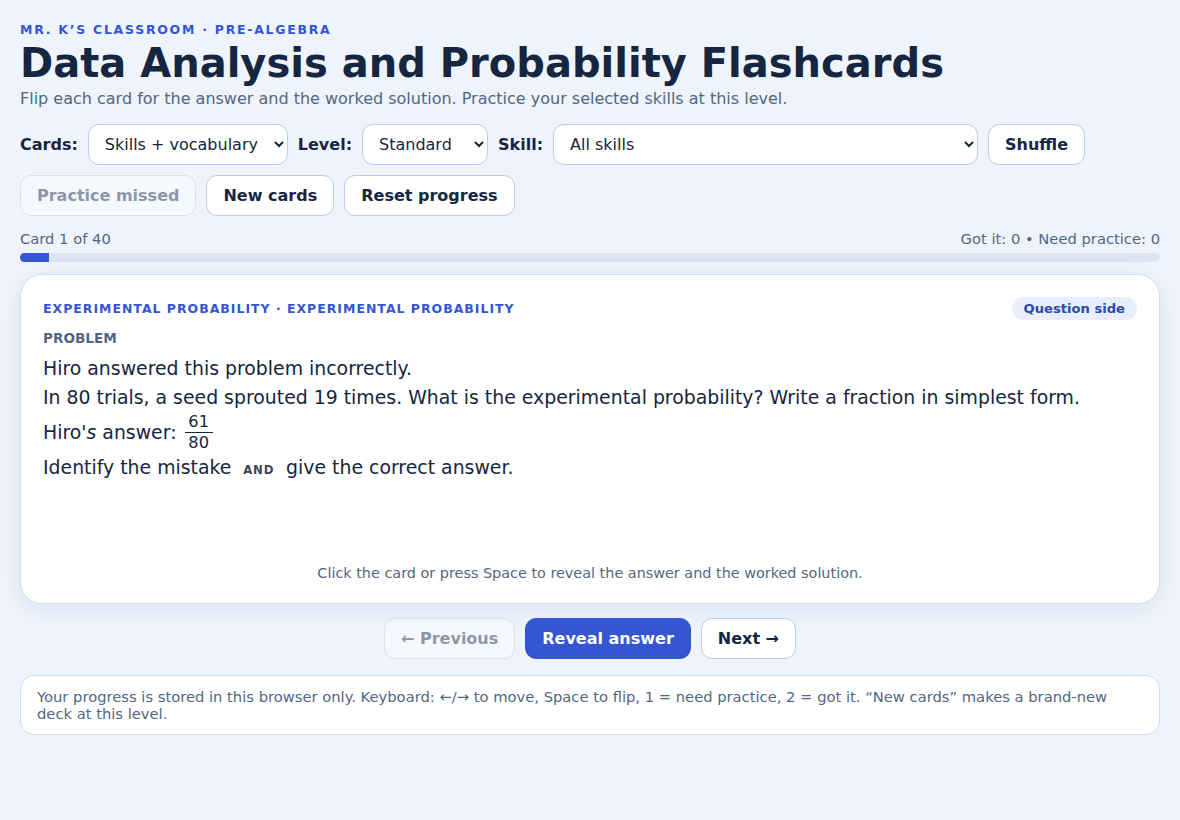 MR. K’S CLASSROOM · PRE-ALGEBRA
Data Analysis and Probability Flashcards
Flip each card for the answer and the worked solution. Practice your selected skills at this level.
Cards: Skills + vocabulary Level: Standard Skill: All skills Shuffle
Practice missed New cards Reset progress
Card 1 of 40 Got it: 0 • Need practice: 0
EXPERIMENTAL PROBABILITY · EXPERIMENTAL PROBABILITY Question side
PROBLEM
Hiro answered this problem incorrectly.
In 80 trials, a seed sprouted 19 times. What is the experimental probability? Write a fraction in simplest form.
Hiro's answer: 61/80
Identify the mistake AND give the correct answer.
Click the card or press Space to reveal the answer and the worked solution.
← Previous Reveal answer Next →
Your progress is stored in this browser only. Keyboard: ←/→ to move, Space to flip, 1 = need practice, 2 = got it. “New cards” makes a brand-new
deck at this level.